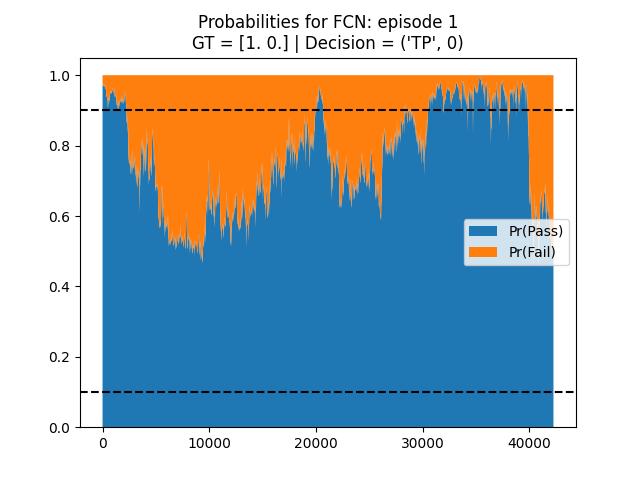 Probabilities for FCN: episode 1
GT = [1. 0.] | Decision = ('TP', 0)
1.0
0.8
0.6
0.4
0.2
0.0
Pr(Pass)
Pr(Fail)
0
10000
20000
30000
40000